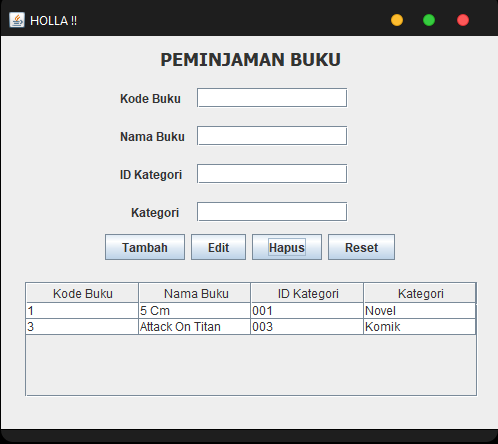 HOLLA !!
PEMINJAMAN BUKU
Kode Buku
Nama Buku
ID Kategori
Kategori
Tambah Edit Hapus Reset
Kode Buku Nama Buku ID Kategori Kategori
1 5 Cm 001 Novel
3 Attack On Titan 003 Komik